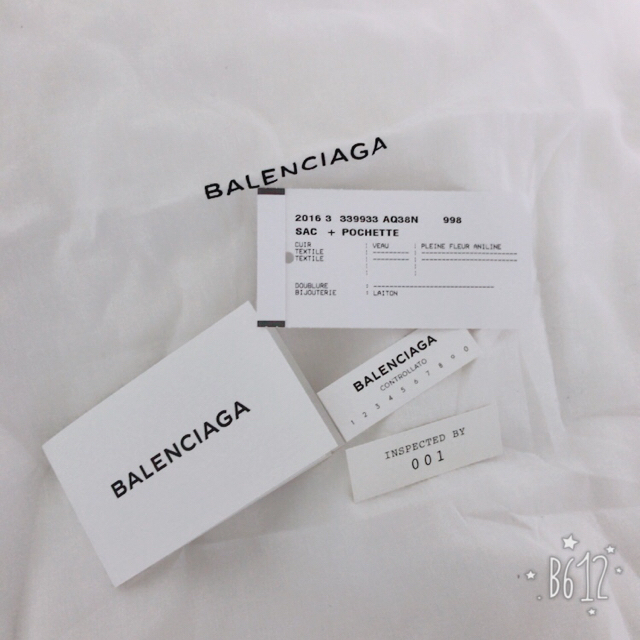 BALENCIAGA
2016 3 339933 AQ38N 998
SAC + POCHETTE
CUIR : VEAU : PLEINE FLEUR ANILINE
TEXTILE : ---------- : --------------------
TEXTILE : ---------- : --------------------
: :
: :
DOUBLURE : -------------------------
BIJOUTERIE : LAITON
BALENCIAGA
CONTROLLATO
1 2 3 4 5 6 7 8 9 0
BALENCIAGA
INSPECTED BY
001
B612